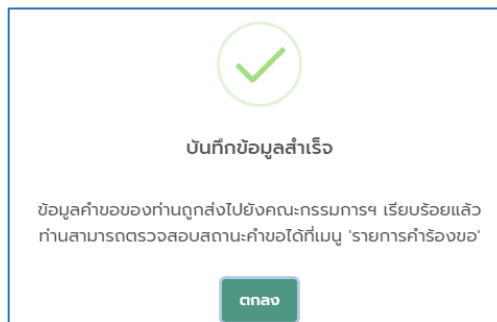 บันทึกข้อมูลสำเร็จ
ข้อมูลคำขอของท่านถูกส่งไปยังคณะกรรมการฯ เรียบร้อยแล้ว
ท่านสามารถตรวจสอบสถานะคำขอได้ที่เมนู 'รายการคำร้องขอ'
ตกลง